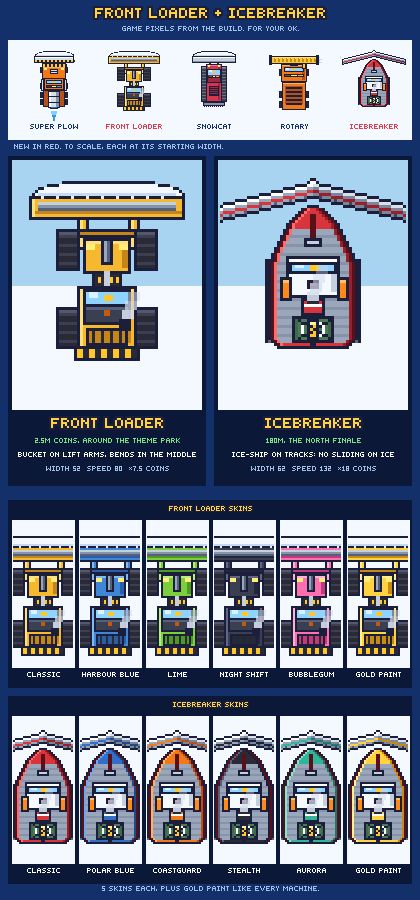 FRONT LOADER + ICEBREAKER
GAME PIXELS FROM THE BUILD. FOR YOUR OK.
SUPER PLOW FRONT LOADER SNOWCAT ROTARY ICEBREAKER
NEW IN RED. TO SCALE, EACH AT ITS STARTING WIDTH.
FRONT LOADER
2.5M COINS, AROUND THE THEME PARK
BUCKET ON LIFT ARMS, BENDS IN THE MIDDLE
WIDTH 52 SPEED 80 ×7.5 COINS
ICEBREAKER
180M, THE NORTH FINALE
ICE-SHIP ON TRACKS: NO SLIDING ON ICE
WIDTH 62 SPEED 132 ×18 COINS
FRONT LOADER SKINS
CLASSIC HARBOUR BLUE LIME NIGHT SHIFT BUBBLEGUM GOLD PAINT
ICEBREAKER SKINS
CLASSIC POLAR BLUE COASTGUARD STEALTH AURORA GOLD PAINT
5 SKINS EACH, PLUS GOLD PAINT LIKE EVERY MACHINE.